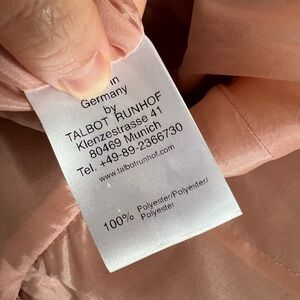 in
Germany
by
TALBOT RUNHOF
Klenzestrasse 41
80469 Munich
Tel. +49-89-2366730
www.talbotrunhof.com
100% Polyester/Polyester/
Polyester